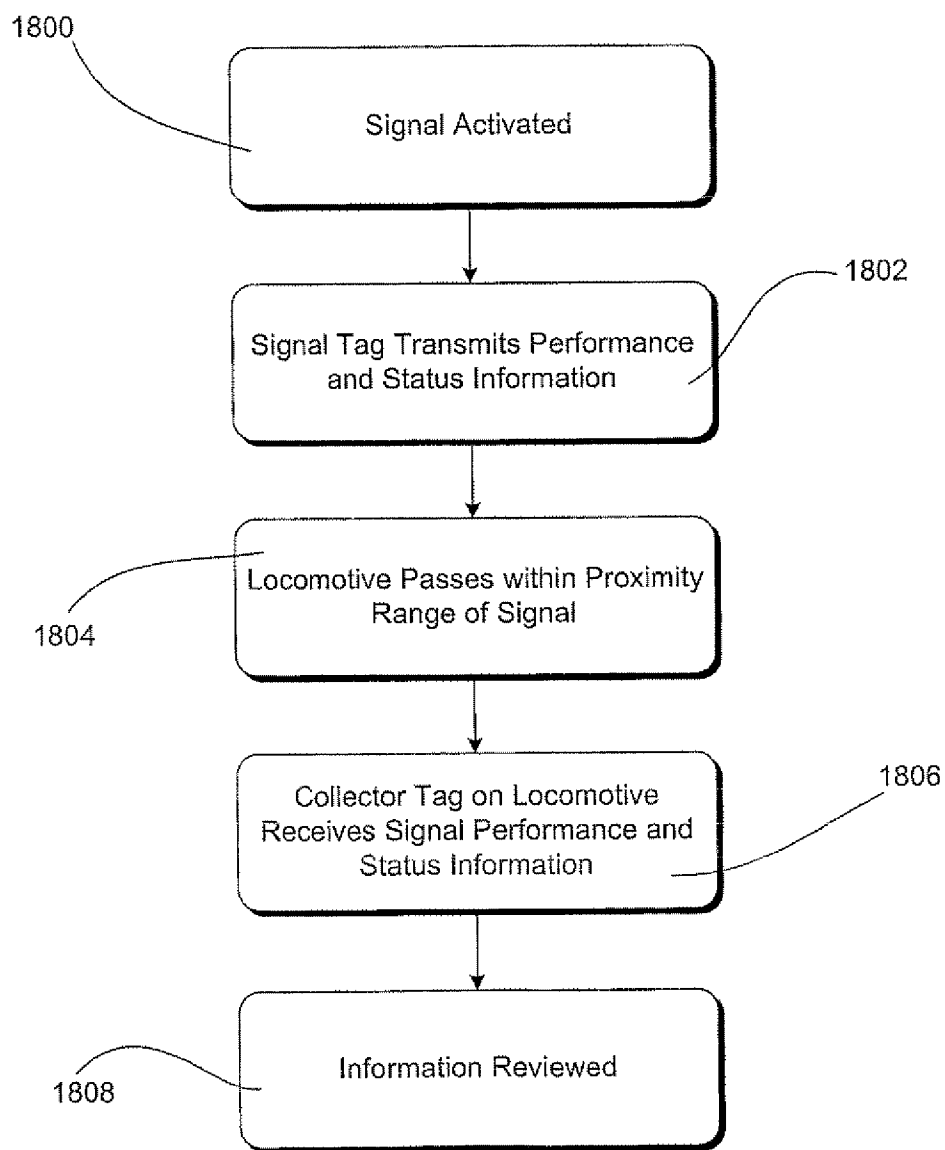 1800
Signal Activated
1802
Signal Tag Transmits Performance
and Status Information
Locomotive Passes within Proximity
Range of Signal
1804
1806
Collector Tag on Locomotive
Receives Signal Performance and
Status Information
Information Reviewed
1808